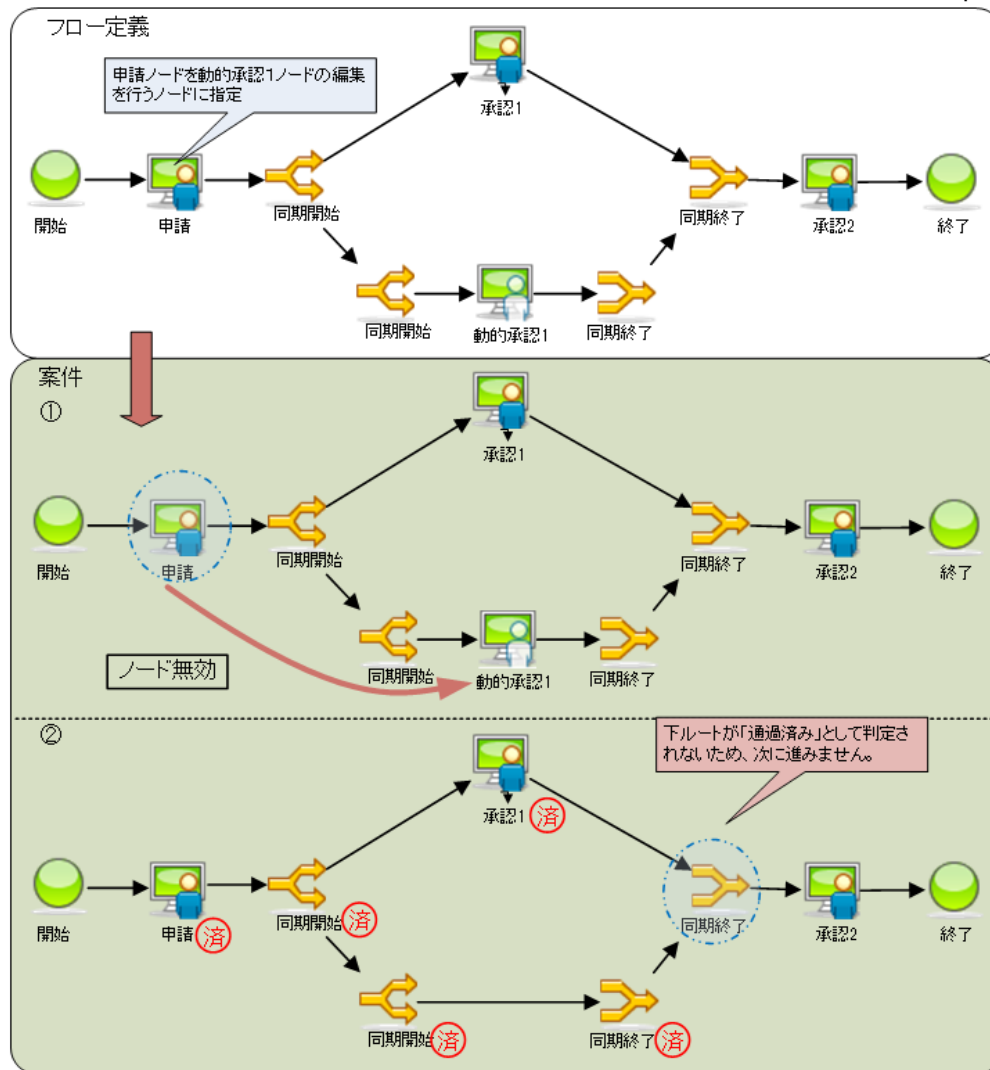 フロー定義
申請ノードを動的承認1ノードの編集
を行うノードに指定
承認1
開始
申請
同期開始
同期終了
承認2
終了
同期開始
動的承認1
同期終了
案件
①
承認1
開始
申請
同期開始
同期終了
承認2
終了
ノード無効
同期開始
動的承認1
同期終了
②
下ルートが「通過済み」として判定さ
れないため、次に進みません。
承認1 済
開始
申請 済
同期開始 済
同期終了
承認2
終了
同期開始 済
同期終了 済